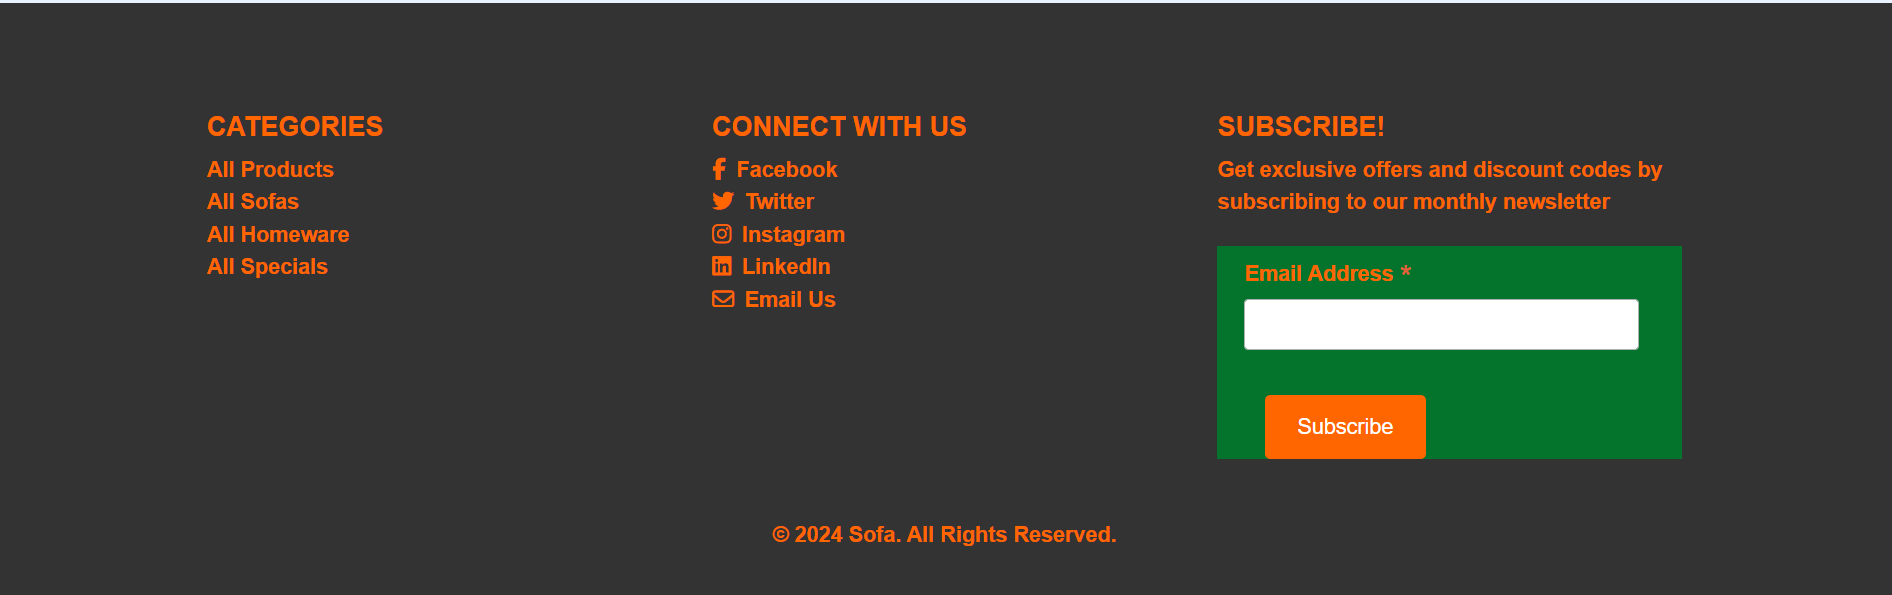 CATEGORIES
All Products
All Sofas
All Homeware
All Specials
CONNECT WITH US
Facebook
Twitter
Instagram
LinkedIn
Email Us
SUBSCRIBE!
Get exclusive offers and discount codes by
subscribing to our monthly newsletter
Email Address *
Subscribe
© 2024 Sofa. All Rights Reserved.